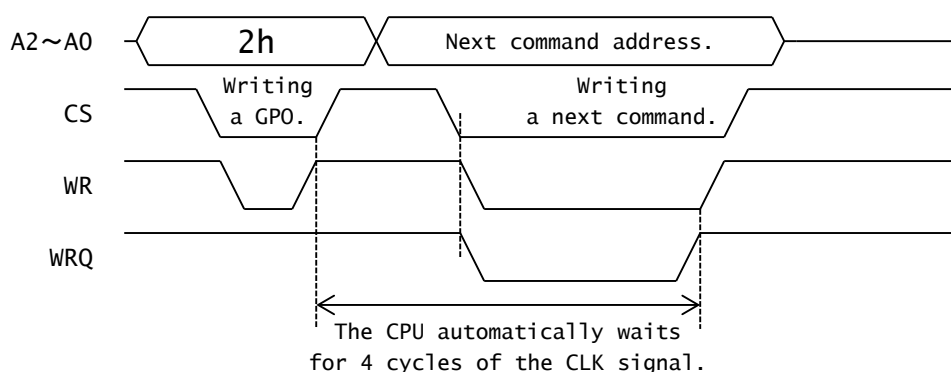 A2～A0
2h
Next command address.
CS
Writing
a GPO.
Writing
a next command.
WR
WRQ
The CPU automatically waits
for 4 cycles of the CLK signal.